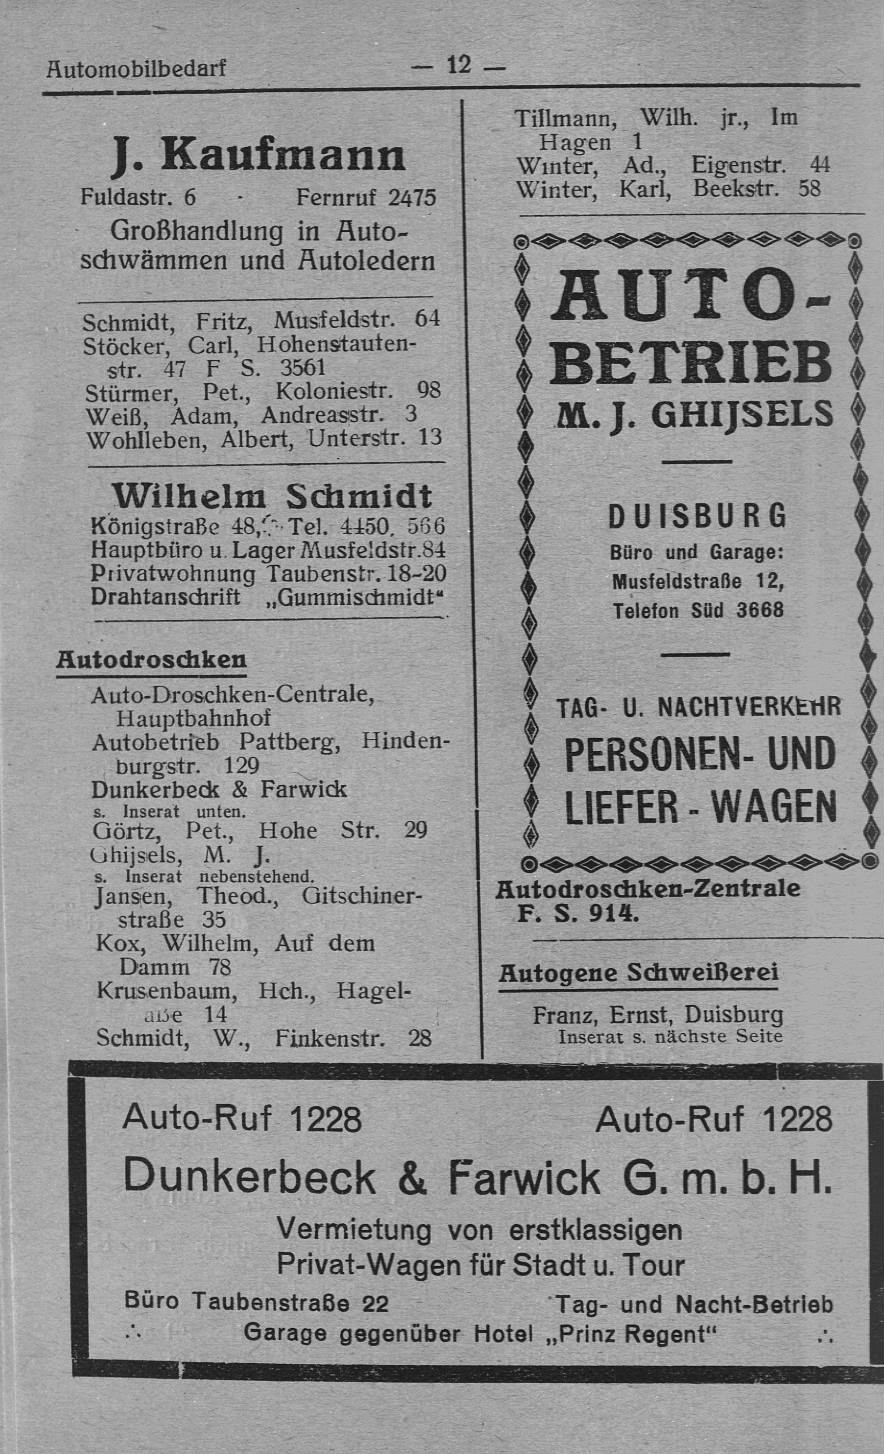 Automobilbedarf
— 12 —
J. Kaufmann
Fuldastr. 6 - Fernruf 2475
Großhandlung in Auto-
schwämmen und Autoledern
Schmidt, Fritz, Musfeldstr. 64
Stöcker, Carl, Hohenstauten-
str. 47 F S. 3561
Stürmer, Pet., Koloniestr. 98
Weiß, Adam, Andreasstr. 3
Wohlleben, Albert, Unterstr. 13
Wilhelm Schmidt
Königstraße 48, Tel. 4450, 566
Hauptbüro u. Lager Musfeldstr. 84
Privatwohnung Taubenstr. 18-20
Drahtanschrift „Gummischmidt“
Autodroschken
Auto-Droschken-Centrale,
Hauptbahnhof
Autobetrieb Pattberg, Hinden-
burgstr. 129
Dunkerbeck & Farwick
s. Inserat unten.
Görtz, Pet., Hohe Str. 29
Ghijsels, M. J.
s. Inserat nebenstehend.
Jansen, Theod., Gitschiner-
straße 35
Kox, Wilhelm, Auf dem
Damm 78
Krusenbaum, Hch., Hagel-
aße 14
Schmidt, W., Finkenstr. 28
Tillmann, Wilh. jr., Im
Hagen 1
Winter, Ad., Eigenstr. 44
Winter, Karl, Beekstr. 58
AUTO-
BETRIEB
M. J. GHIJSELS
DUISBURG
Büro und Garage:
Musfeldstraße 12,
Telefon Süd 3668
TAG- U. NACHTVERKEHR
PERSONEN- UND
LIEFER - WAGEN
Autodroschken-Zentrale
F. S. 914.
Autogene Schweißerei
Franz, Ernst, Duisburg
Inserat s. nächste Seite
Auto-Ruf 1228 Auto-Ruf 1228
Dunkerbeck & Farwick G. m. b. H.
Vermietung von erstklassigen
Privat-Wagen für Stadt u. Tour
Büro Taubenstraße 22 Tag- und Nacht-Betrieb
∴ Garage gegenüber Hotel „Prinz Regent“ ∴